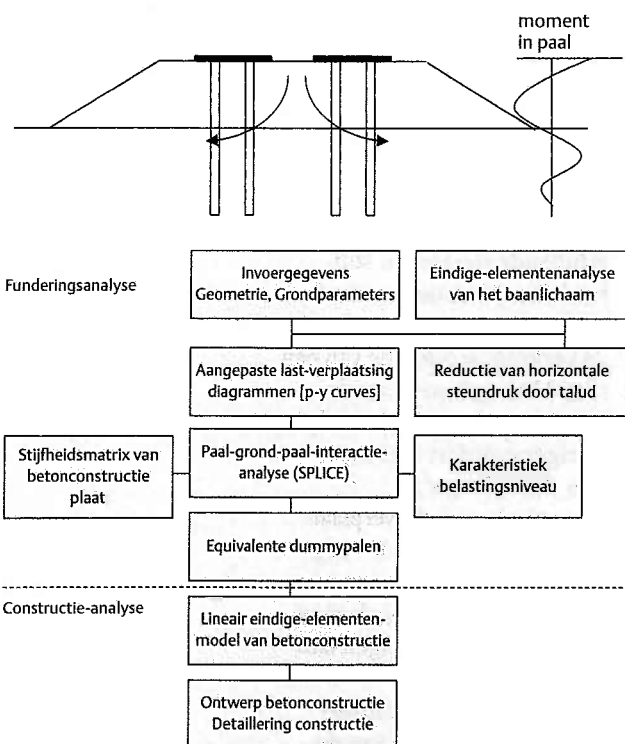 moment
in paal
Funderingsanalyse
Invoergegevens
Geometrie, Grondparameters
Eindige-elementenanalyse
van het baanlichaam
Aangepaste last-verplaatsing
diagrammen [p-y curves]
Reductie van horizontale
steundruk door talud
Stijfheidsmatrix van
betonconstructie
plaat
Paal-grond-paal-interactie-
analyse (SPLICE)
Karakteristiek
belastingsniveau
Equivalente dummypalen
Constructie-analyse
Lineair eindige-elementen-
model van betonconstructie
Ontwerp betonconstructie
Detaillering constructie